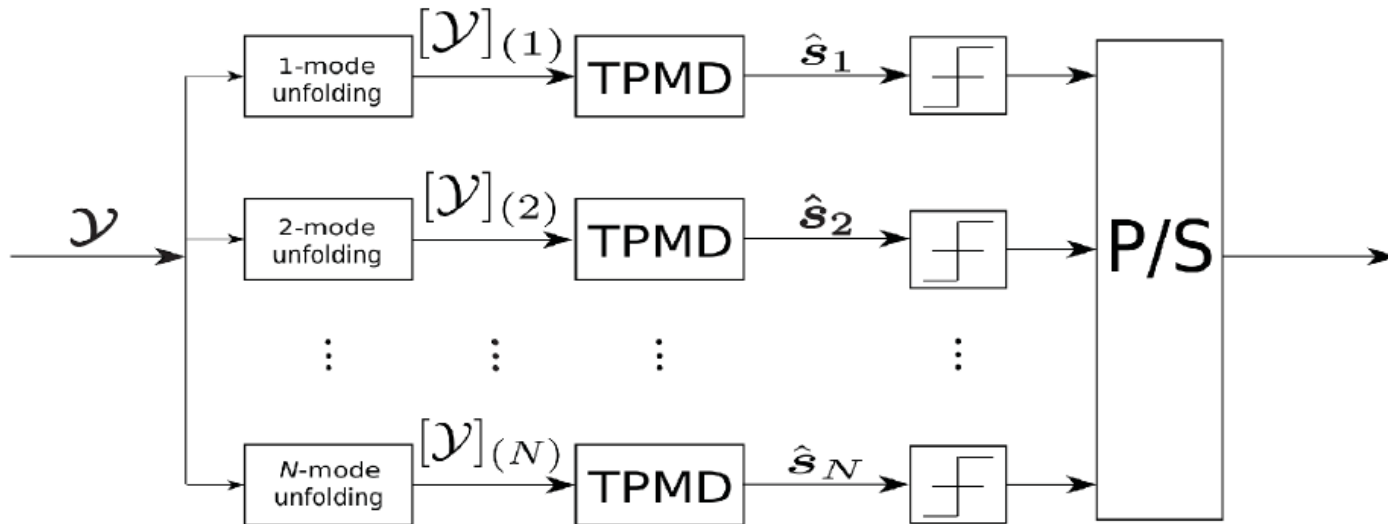 1-mode
unfolding
[𝓨](1)
TPMD
ŝ1
𝓨
2-mode
unfolding
[𝓨](2)
TPMD
ŝ2
P/S
N-mode
unfolding
[𝓨](N)
TPMD
ŝN